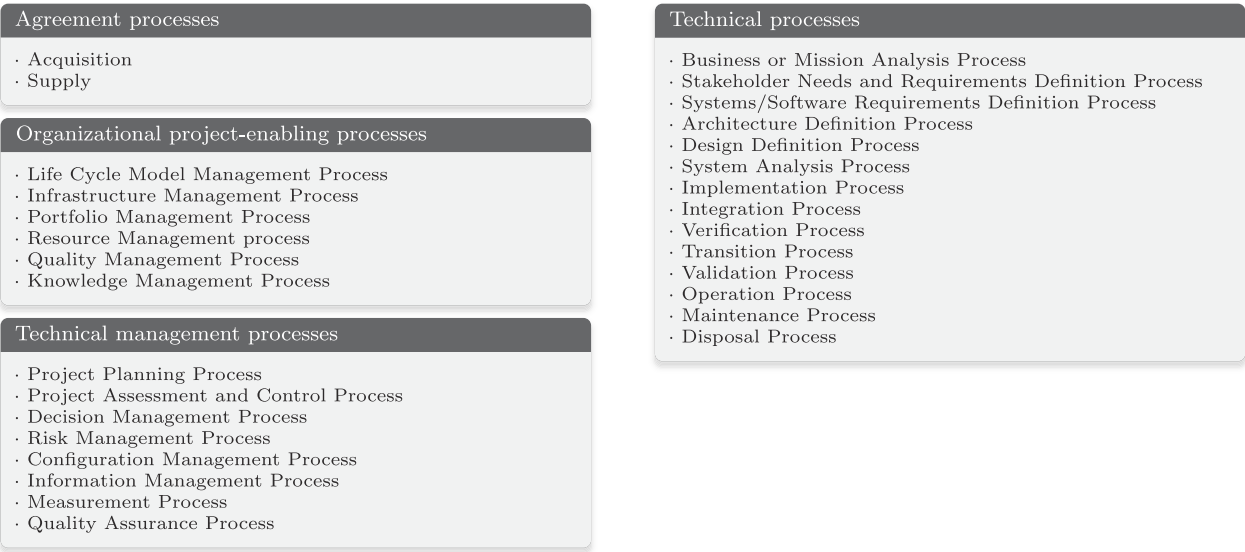 Agreement processes
· Acquisition
· Supply
Organizational project-enabling processes
· Life Cycle Model Management Process
· Infrastructure Management Process
· Portfolio Management Process
· Resource Management process
· Quality Management Process
· Knowledge Management Process
Technical management processes
· Project Planning Process
· Project Assessment and Control Process
· Decision Management Process
· Risk Management Process
· Configuration Management Process
· Information Management Process
· Measurement Process
· Quality Assurance Process
Technical processes
· Business or Mission Analysis Process
· Stakeholder Needs and Requirements Definition Process
· Systems/Software Requirements Definition Process
· Architecture Definition Process
· Design Definition Process
· System Analysis Process
· Implementation Process
· Integration Process
· Verification Process
· Transition Process
· Validation Process
· Operation Process
· Maintenance Process
· Disposal Process